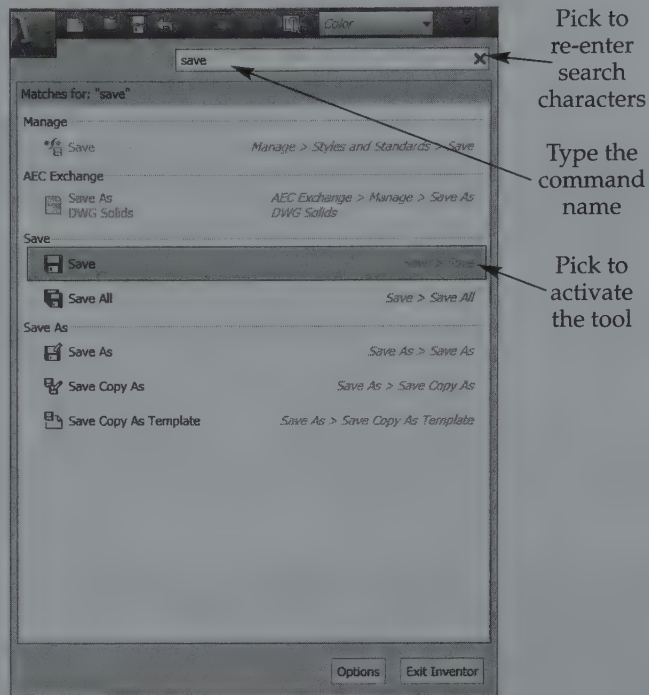 Color
save
Matches for: "save"
Manage
Save Manage > Styles and Standards > Save
AEC Exchange
Save As AEC Exchange > Manage > Save As
DWG Solids DWG Solids
Save
Save Save > Save
Save All Save > Save All
Save As
Save As Save As > Save As
Save Copy As Save As > Save Copy As
Save Copy As Template Save As > Save Copy As Template
Options Exit Inventor
Pick to
re-enter
search
characters
Type the
command
name
Pick to
activate
the tool